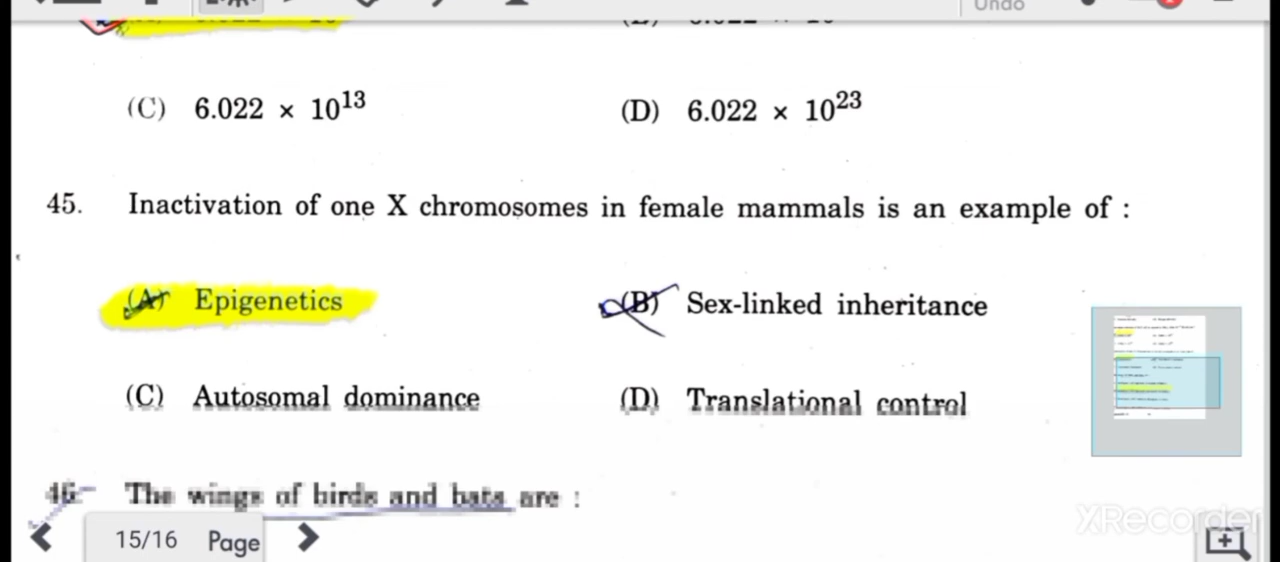 Undo
(C) 6.022 × 10¹³ (D) 6.022 × 10²³
45. Inactivation of one X chromosomes in female mammals is an example of :
(A) Epigenetics (B) Sex-linked inheritance
(C) Autosomal dominance (D) Translational control
46. The wings of birds and bats are :
15/16 Page
XRecorder